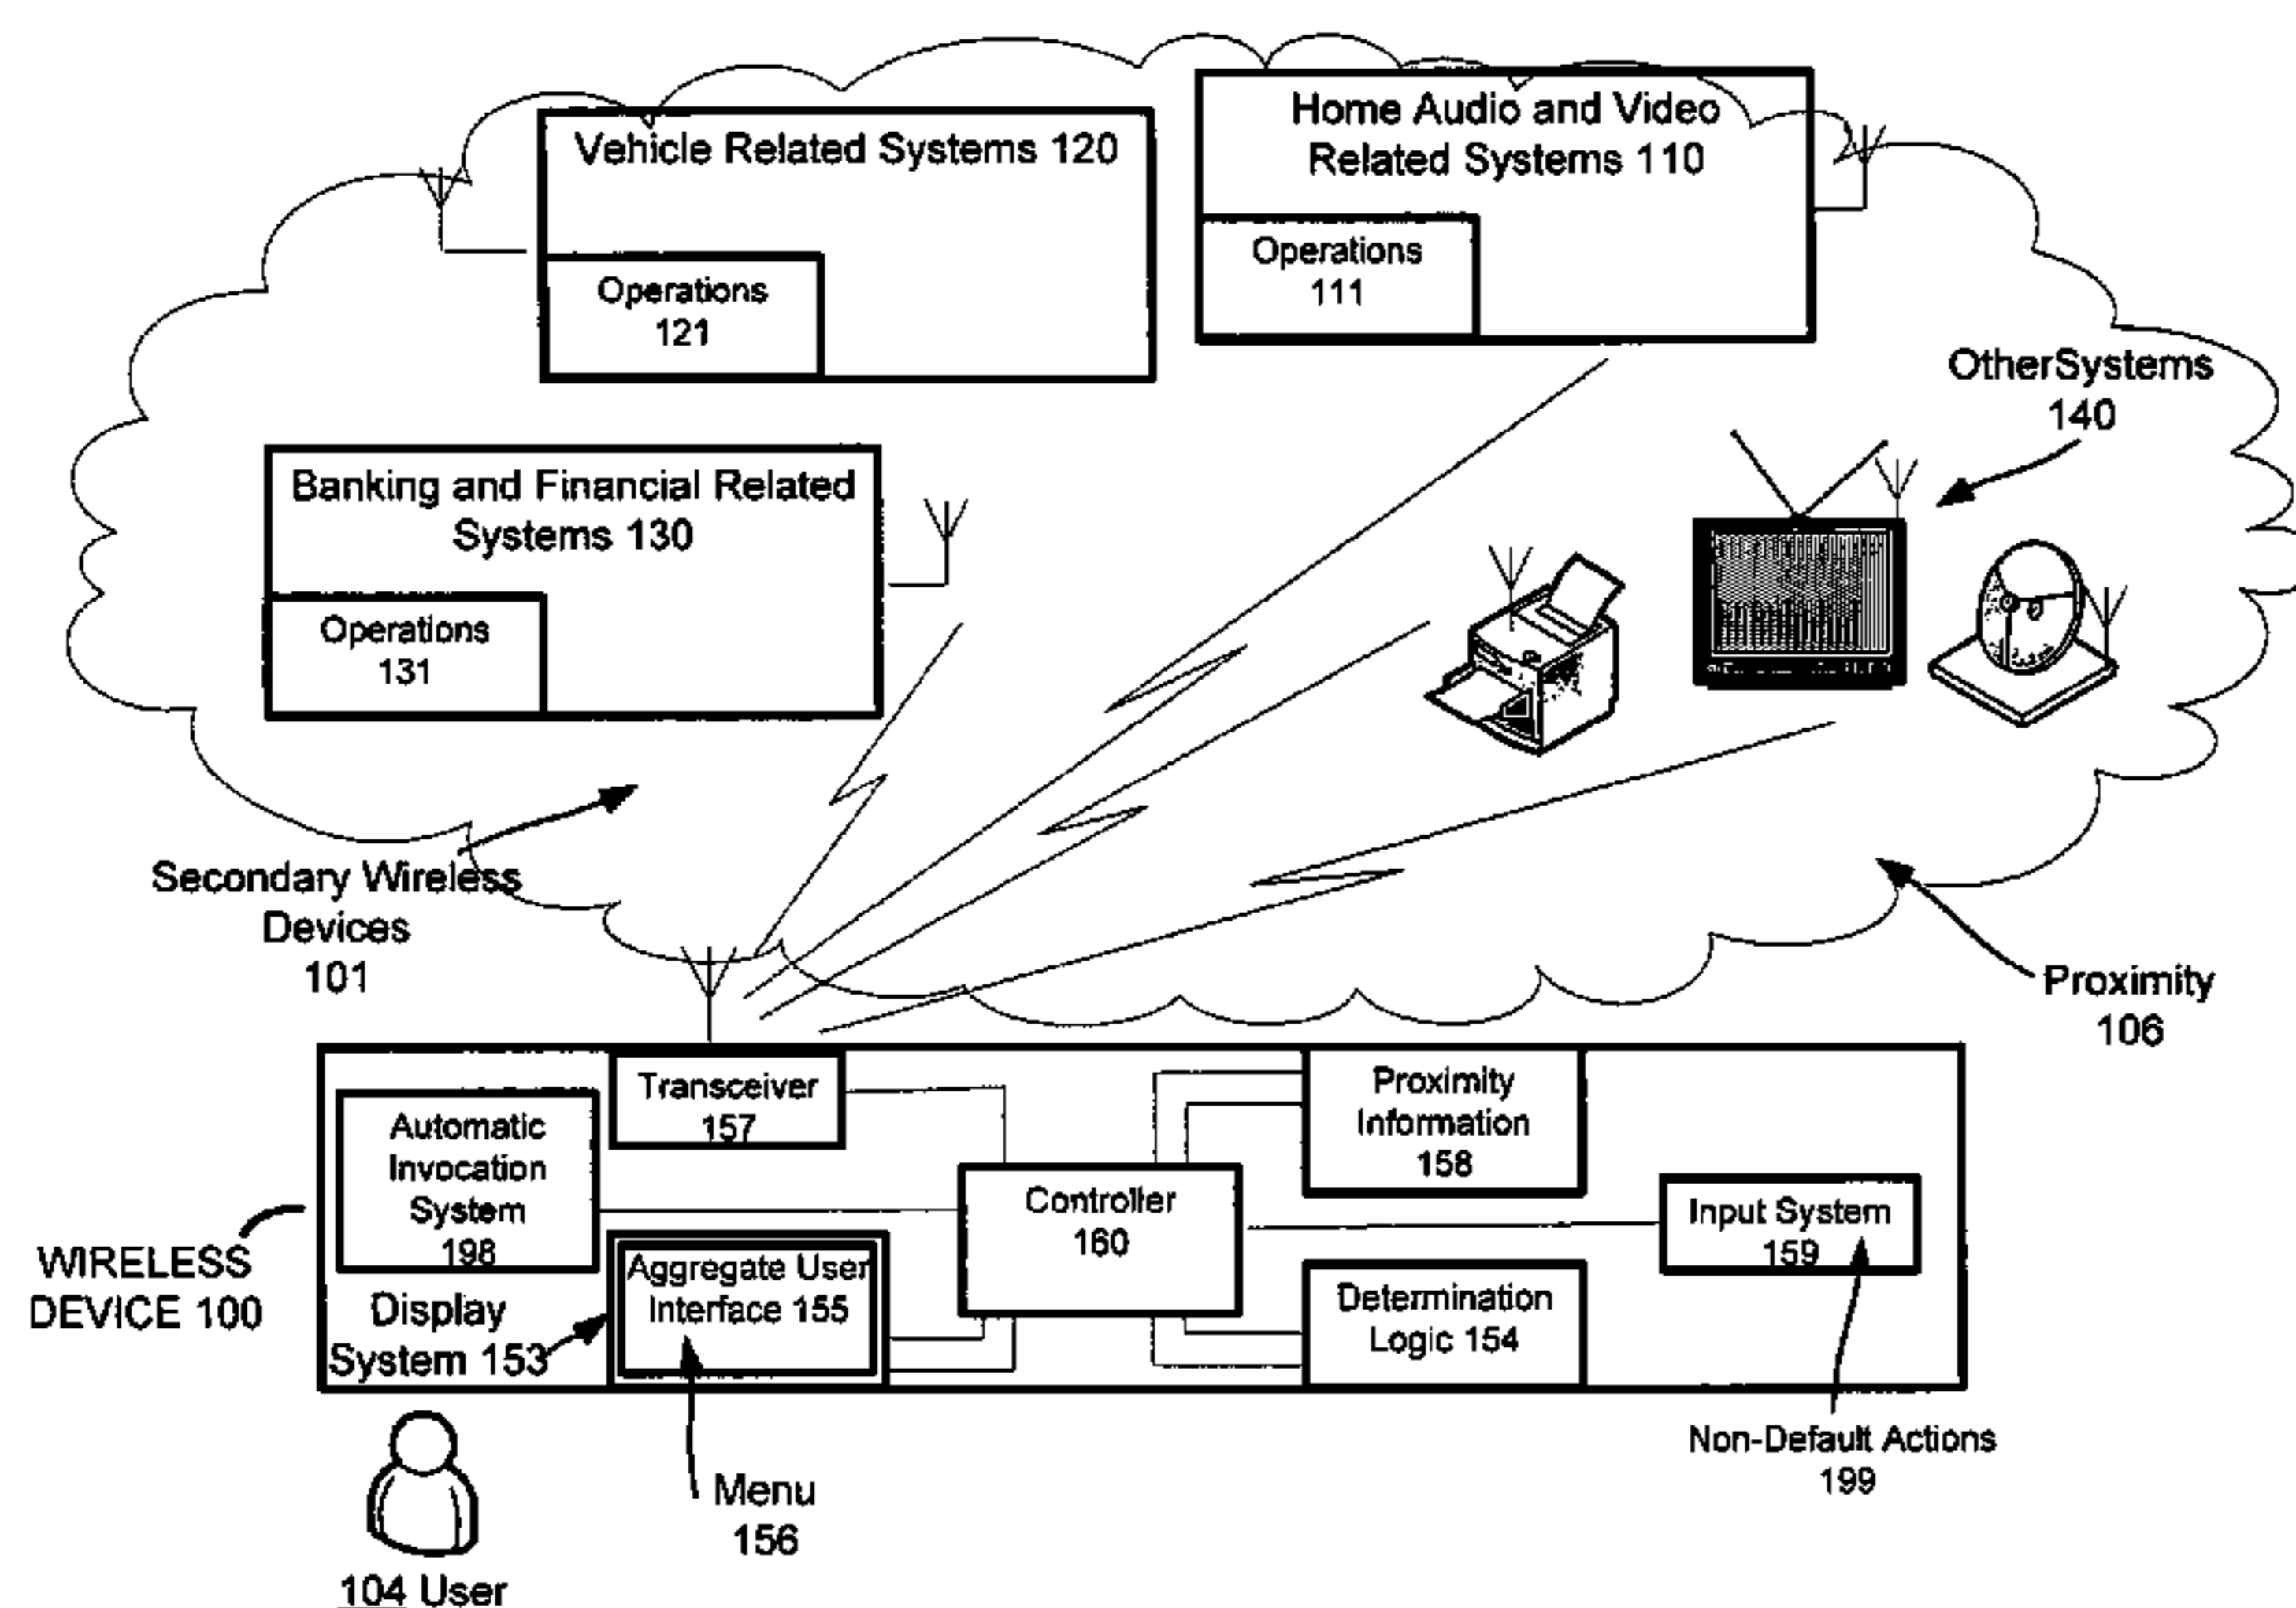 Vehicle Related Systems 120
Operations
121
Home Audio and Video
Related Systems 110
Operations
111
OtherSystems
140
Banking and Financial Related
Systems 130
Operations
131
Secondary Wireless
Devices
101
Proximity
106
WIRELESS
DEVICE 100
Automatic
Invocation
System
198
Transceiver
157
Display
System 153
Aggregate User
Interface 155
Controller
160
Proximity
Information
158
Determination
Logic 154
Input System
159
Non-Default Actions
199
Menu
156
104 User